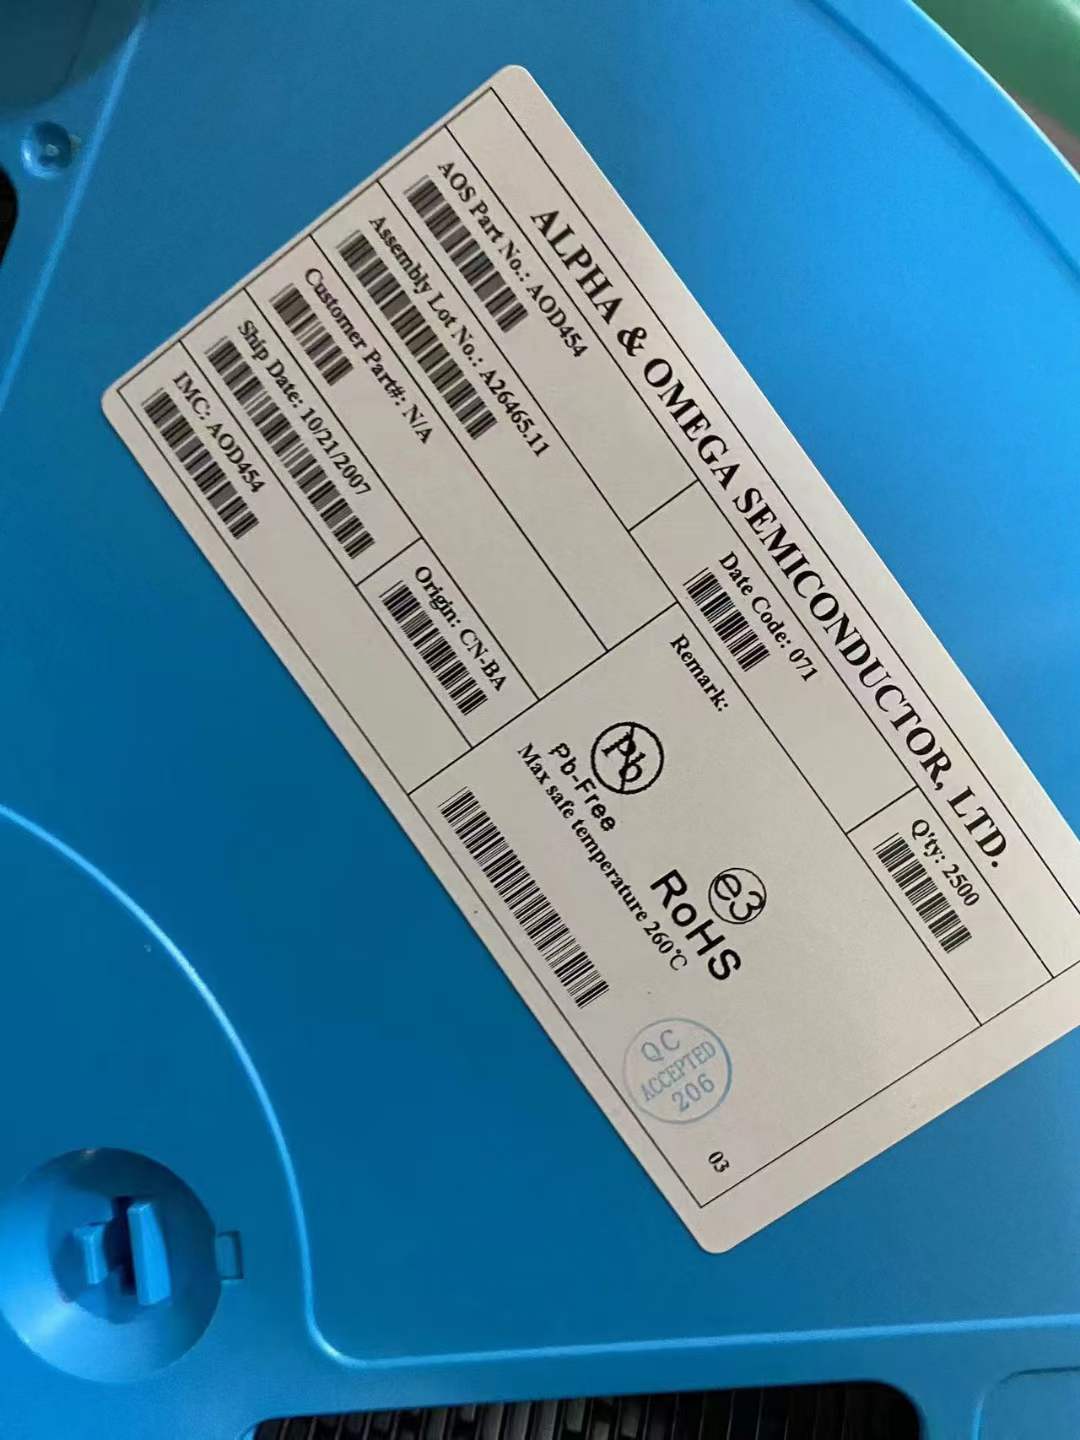 ALPHA & OMEGA SEMICONDUCTOR, LTD.
AOS Part No.: AOD454
Date Code: 071
Q'ty: 2500
Assembly Lot No.: A26465.11
Remark:
Customer Part#: N/A
Pb
Pb-Free
e3
RoHS
Max safe temperature 260℃
Ship Date: 10/21/2007
Origin: CN-BA
IMC: AOD454
QC
ACCEPTED
206
03